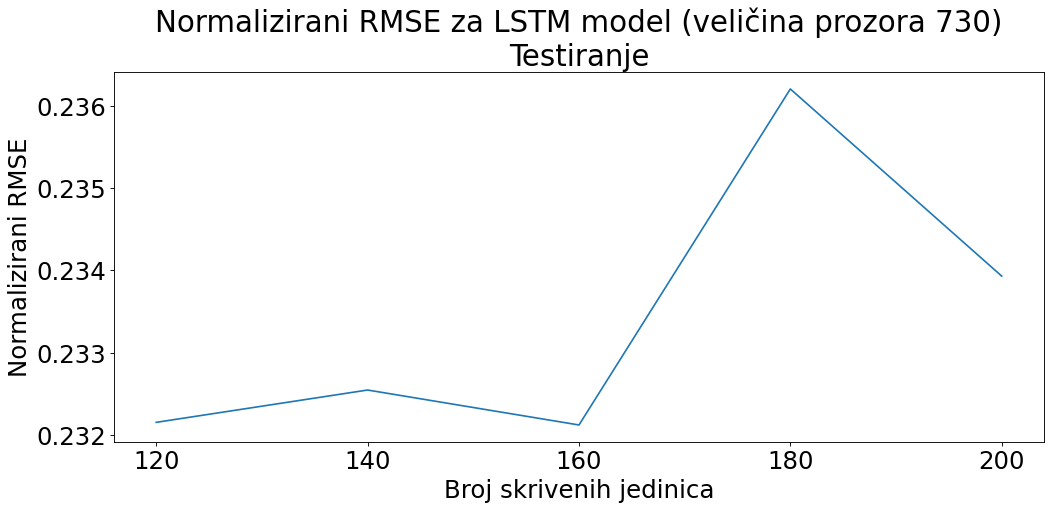 Normalizirani RMSE za LSTM model (veličina prozora 730)
Testiranje
Normalizirani RMSE
0.236
0.235
0.234
0.233
0.232
120 140 160 180 200
Broj skrivenih jedinica